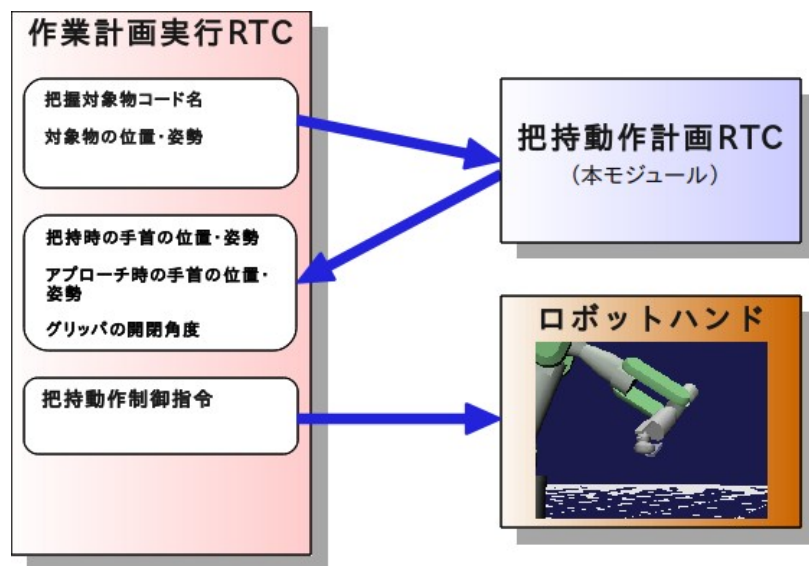 作業計画実行RTC
把握対象物コード名
対象物の位置・姿勢
把持時の手首の位置・姿勢
アプローチ時の手首の位置・
姿勢
グリッパの開閉角度
把持動作制御指令
把持動作計画RTC
（本モジュール）
ロボットハンド